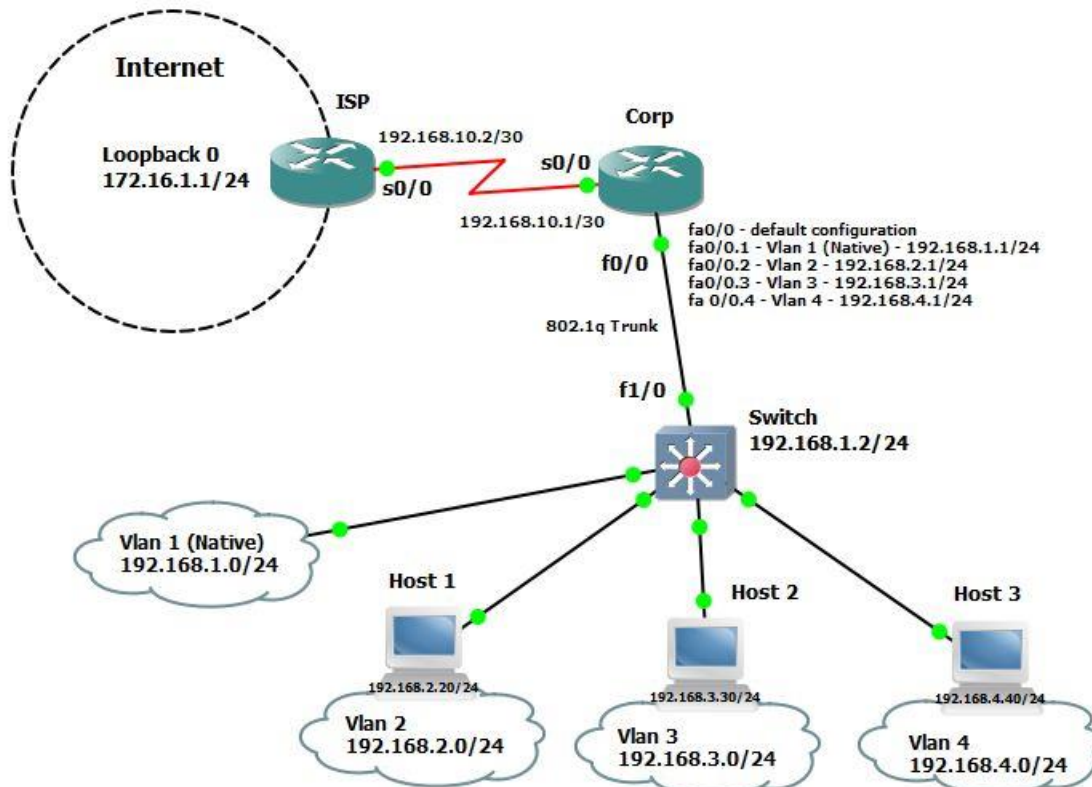 Internet
ISP
Corp
192.168.10.2/30
Loopback 0
172.16.1.1/24
s0/0
s0/0
192.168.10.1/30
fa0/0 - default configuration
fa0/0.1 - Vlan 1 (Native) - 192.168.1.1/24
fa0/0.2 - Vlan 2 - 192.168.2.1/24
fa0/0.3 - Vlan 3 - 192.168.3.1/24
fa 0/0.4 - Vlan 4 - 192.168.4.1/24
f0/0
802.1q Trunk
f1/0
Switch
192.168.1.2/24
Vlan 1 (Native)
192.168.1.0/24
Host 1
Host 2
Host 3
192.168.2.20/24
192.168.3.30/24
192.168.4.40/24
Vlan 2
192.168.2.0/24
Vlan 3
192.168.3.0/24
Vlan 4
192.168.4.0/24